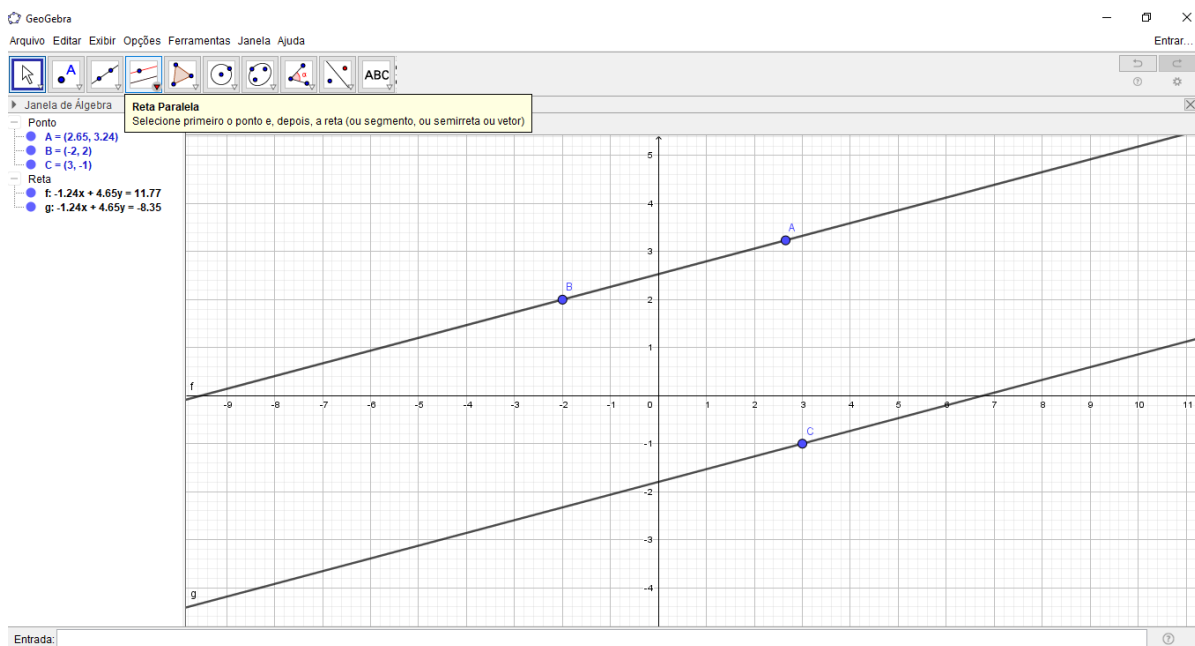 GeoGebra
Arquivo Editar Exibir Opções Ferramentas Janela Ajuda
Entrar...
A
ABC
Janela de Álgebra
Reta Paralela
Selecione primeiro o ponto e, depois, a reta (ou segmento, ou semirreta ou vetor)
Ponto
A = (2.65, 3.24)
B = (-2, 2)
C = (3, -1)
Reta
f: -1.24x + 4.65y = 11.77
g: -1.24x + 4.65y = -8.35
5
4
A
3
B
2
1
f
-9 -8 -7 -6 -5 -4 -3 -2 -1 0 1 2 3 4 5 6 7 8 9 10 11
C
-1
-2
-3
-4
g
Entrada: